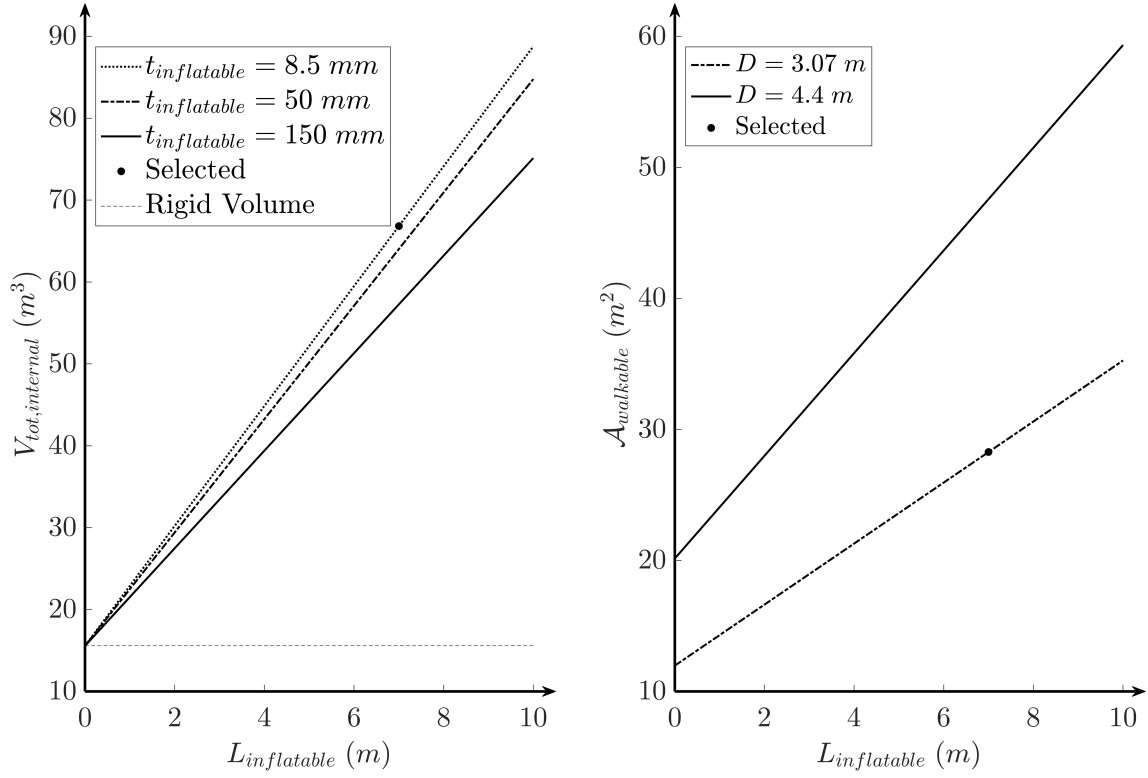 90
80
70
60
50
40
30
20
10
0
2
4
6
8
10
V_{tot,internal} (m^3)
L_{inflatable} (m)
t_{inflatable} = 8.5 mm
t_{inflatable} = 50 mm
t_{inflatable} = 150 mm
Selected
Rigid Volume
60
50
40
30
20
10
0
2
4
6
8
10
𝒜_{walkable} (m^2)
L_{inflatable} (m)
D = 3.07 m
D = 4.4 m
Selected